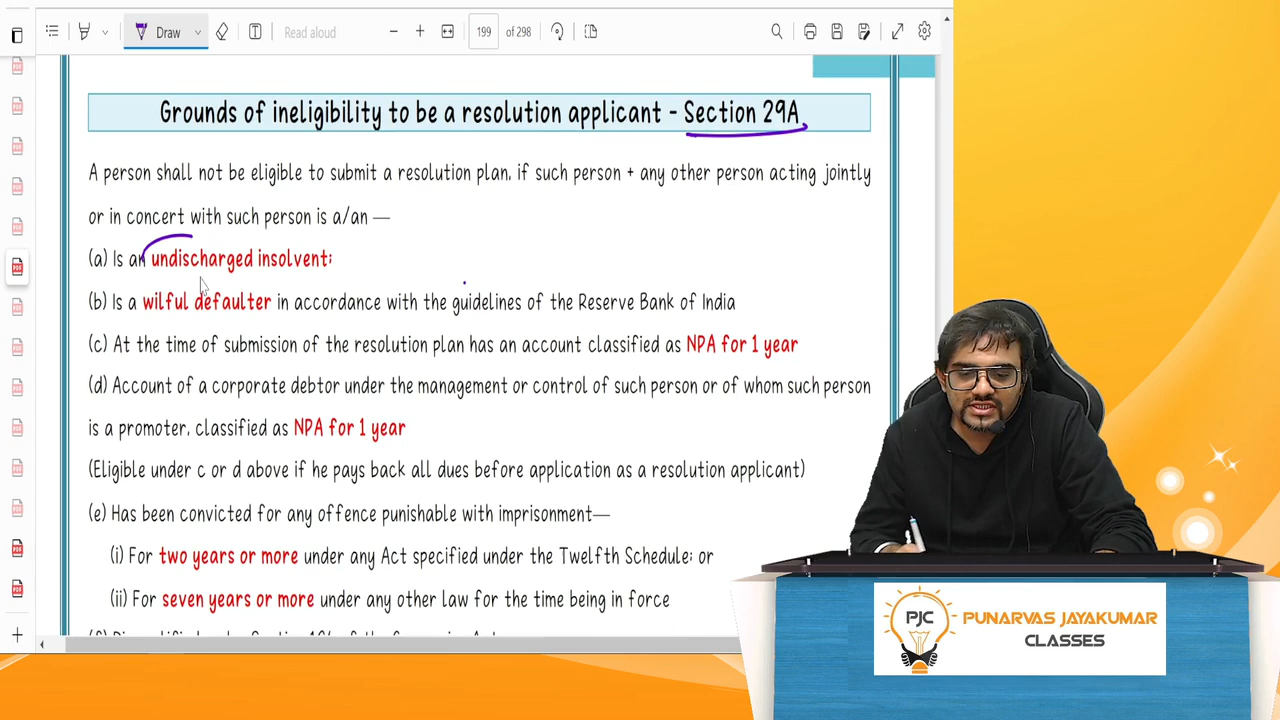 Draw
Read aloud
199
of 298
Grounds of ineligibility to be a resolution applicant - Section 29A
A person shall not be eligible to submit a resolution plan, if such person + any other person acting jointly
or in concert with such person is a/an —
(a) Is an undischarged insolvent;
(b) Is a wilful defaulter in accordance with the guidelines of the Reserve Bank of India
(c) At the time of submission of the resolution plan has an account classified as NPA for 1 year
(d) Account of a corporate debtor under the management or control of such person or of whom such person
is a promoter, classified as NPA for 1 year
(Eligible under c or d above if he pays back all dues before application as a resolution applicant)
(e) Has been convicted for any offence punishable with imprisonment—
(i) For two years or more under any Act specified under the Twelfth Schedule; or
(ii) For seven years or more under any other law for the time being in force
PJC
PUNARVAS JAYAKUMAR
CLASSES